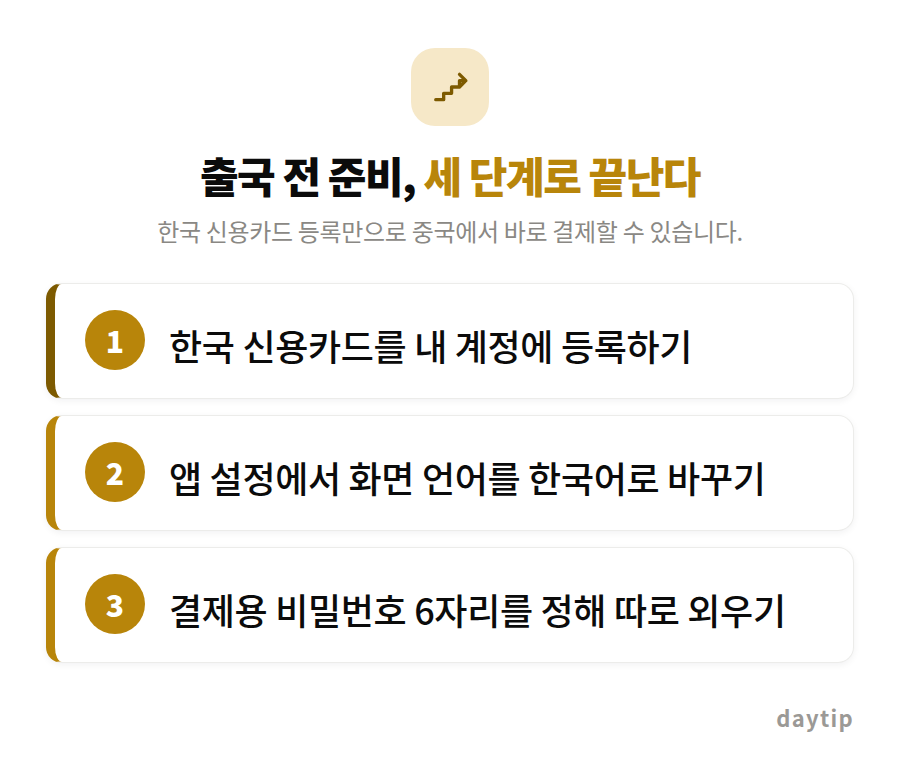 출국 전 준비, 세 단계로 끝난다
한국 신용카드 등록만으로 중국에서 바로 결제할 수 있습니다.
1 한국 신용카드를 내 계정에 등록하기
2 앱 설정에서 화면 언어를 한국어로 바꾸기
3 결제용 비밀번호 6자리를 정해 따로 외우기
daytip